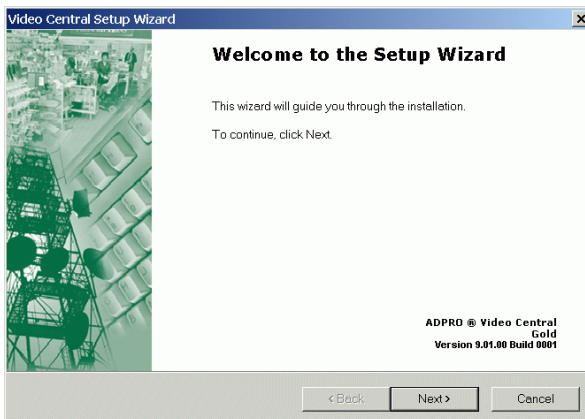 Video Central Setup Wizard
Welcome to the Setup Wizard
This wizard will guide you through the installation.
To continue, click Next.
ADPRO ® Video Central
Gold
Version 9.01.00 Build 0001
< Back
Next >
Cancel